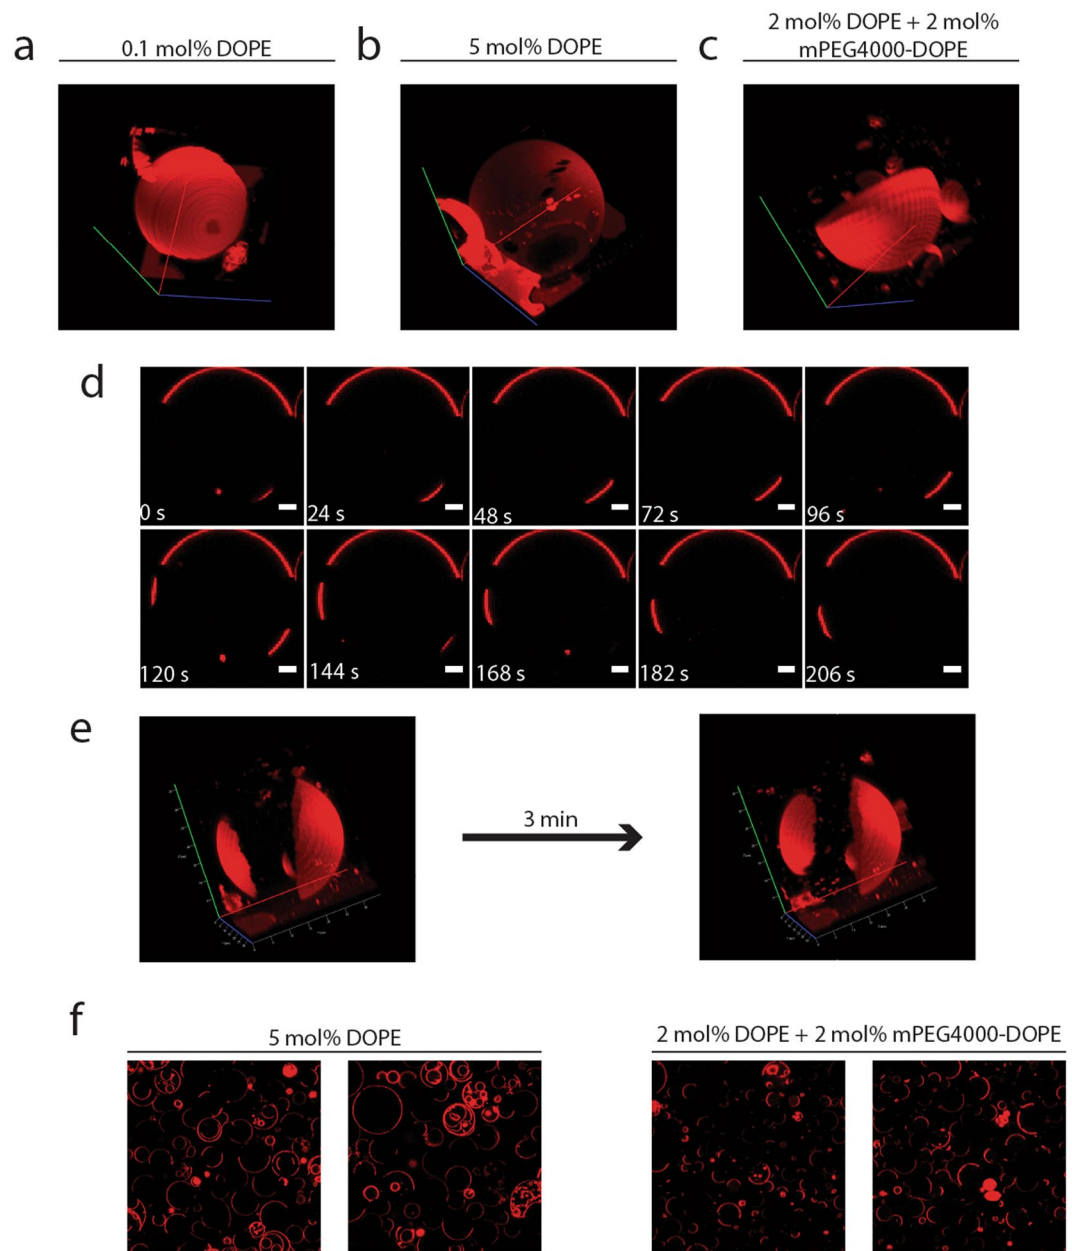 a
0.1 mol% DOPE
b
5 mol% DOPE
c
2 mol% DOPE + 2 mol%
mPEG4000-DOPE
d
0 s
24 s
48 s
72 s
96 s
120 s
144 s
168 s
182 s
206 s
e
3 min
f
5 mol% DOPE
2 mol% DOPE + 2 mol% mPEG4000-DOPE